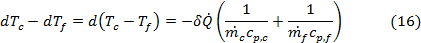 dT_c − dT_f = d(T_c − T_f) = −δQ̇ (1/(ṁ_c c_{p,c}) + 1/(ṁ_f c_{p,f}))    (16)